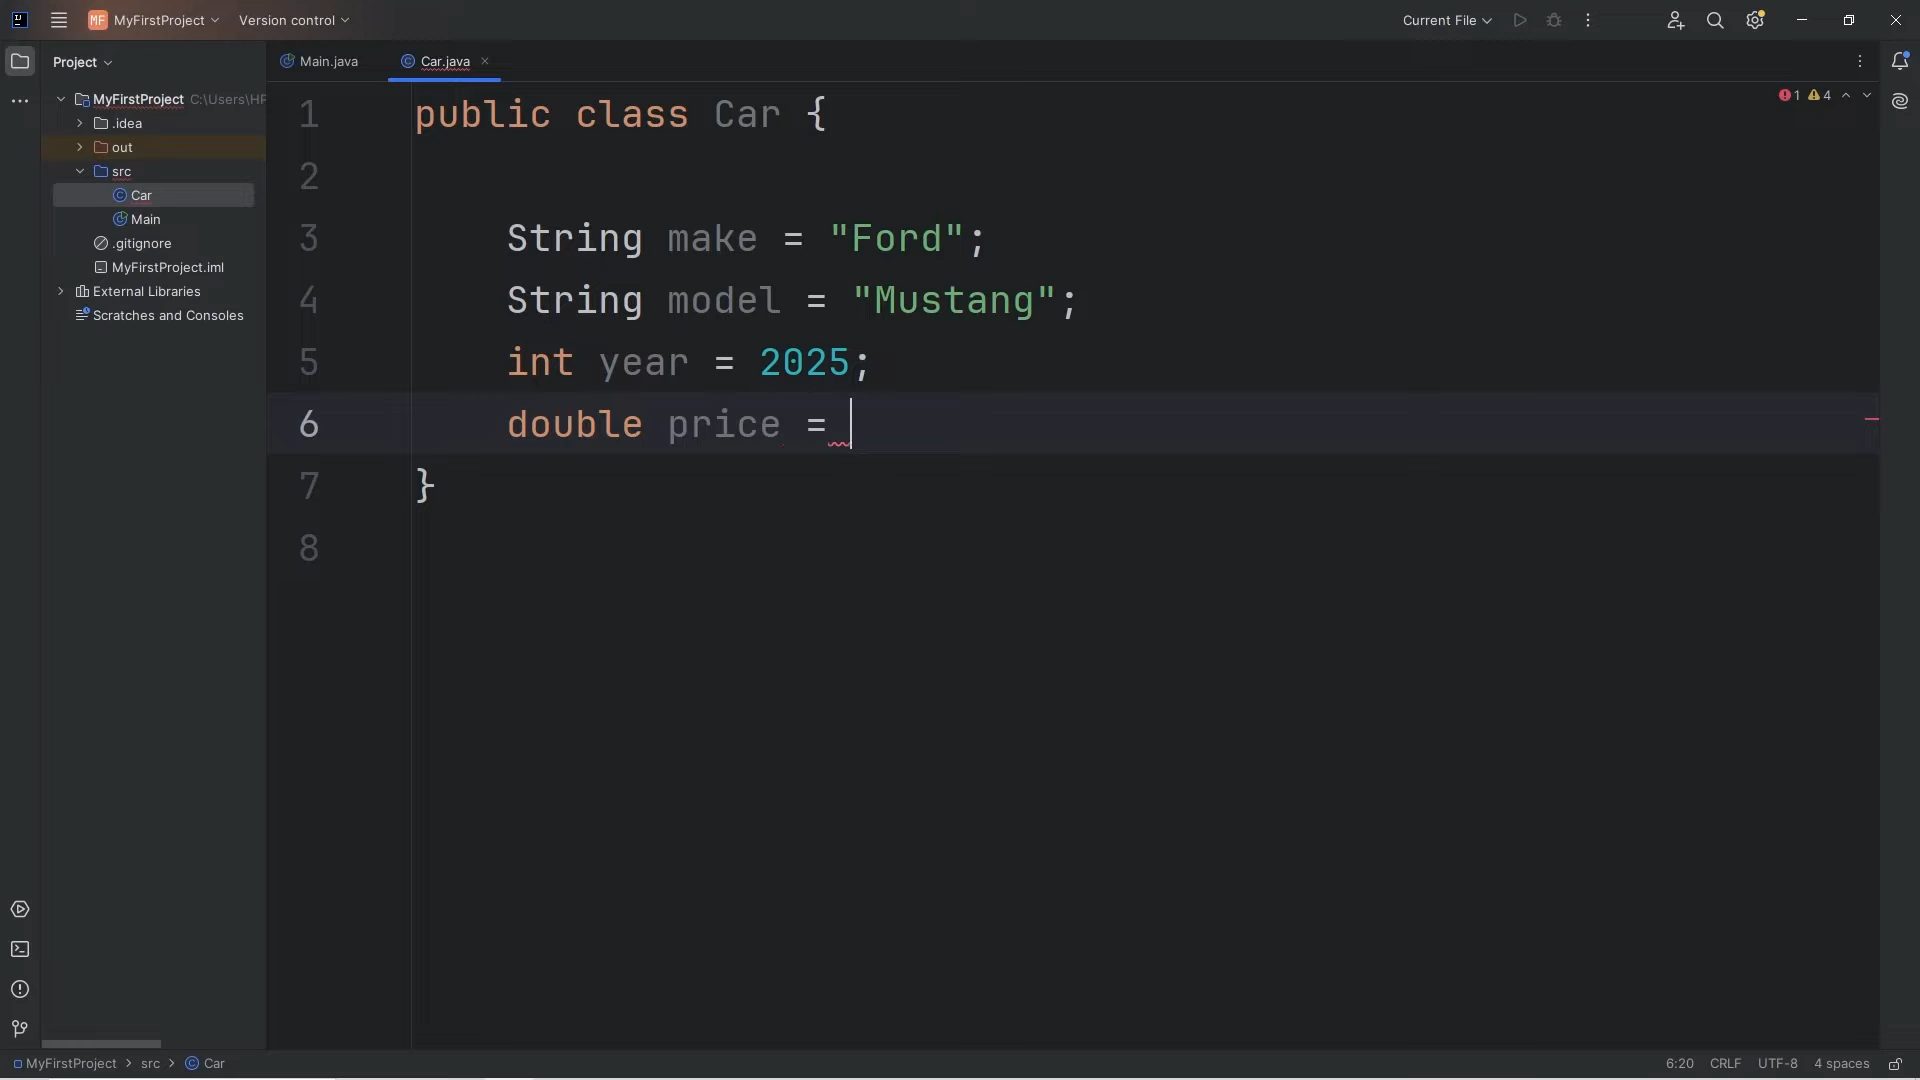 MF MyFirstProject Version control Current File
Project Main.java Car.java
MyFirstProject C:\Users\HP
.idea
out
src
Car
Main
.gitignore
MyFirstProject.iml
External Libraries
Scratches and Consoles
1 4
1 public class Car {
2
3 String make = "Ford";
4 String model = "Mustang";
5 int year = 2025;
6 double price =
7 }
8
MyFirstProject > src > Car 6:20 CRLF UTF-8 4 spaces